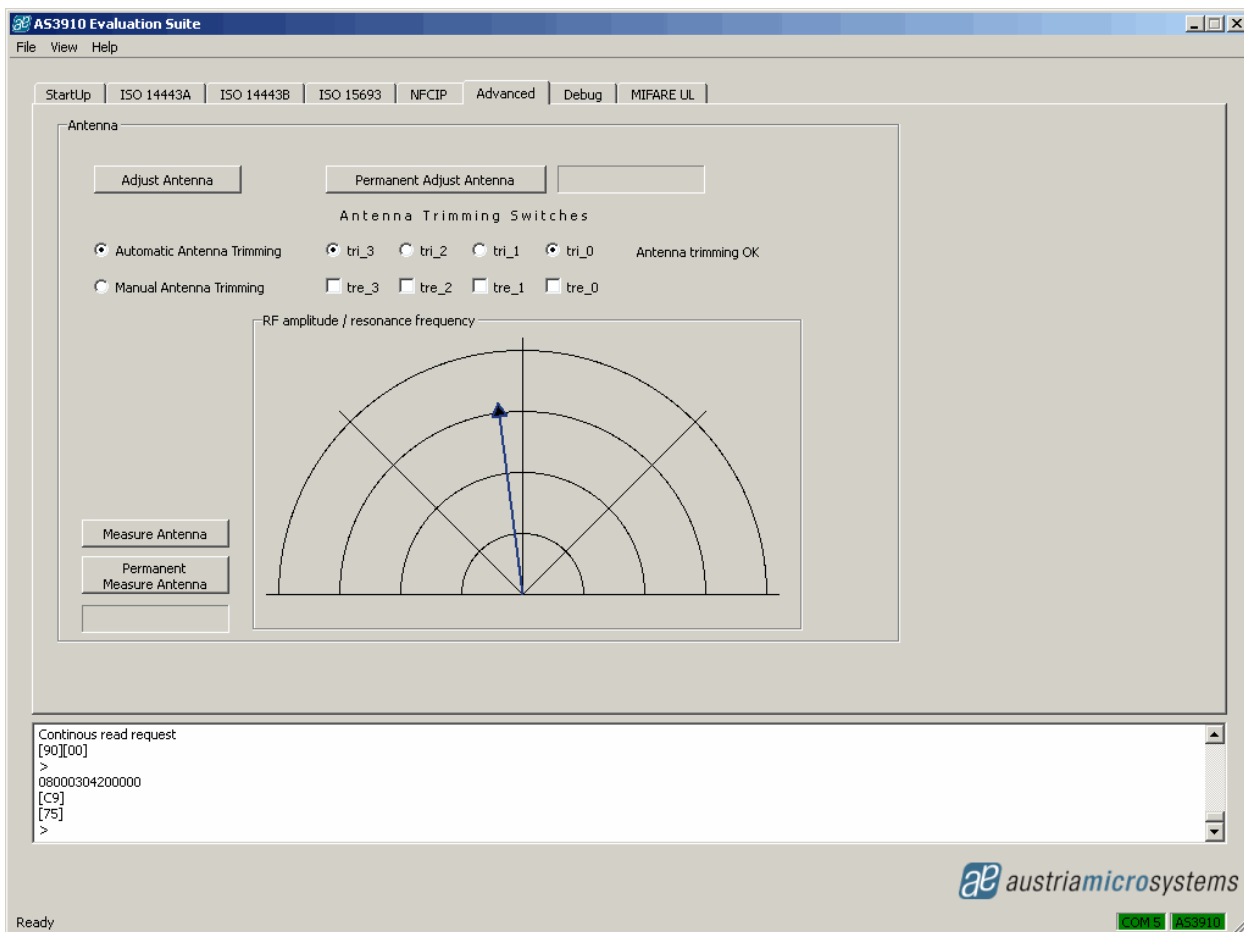 AS3910 Evaluation Suite
File View Help
StartUp ISO 14443A ISO 14443B ISO 15693 NFCIP Advanced Debug MIFARE UL
Antenna
Adjust Antenna Permanent Adjust Antenna
Antenna Trimming Switches
Automatic Antenna Trimming tri_3 tri_2 tri_1 tri_0 Antenna trimming OK
Manual Antenna Trimming tre_3 tre_2 tre_1 tre_0
RF amplitude / resonance frequency
Measure Antenna
Permanent
Measure Antenna
Continous read request
[90][00]
>
08000304200000
[C9]
[75]
>
austriamicrosystems
Ready COM 5 AS3910